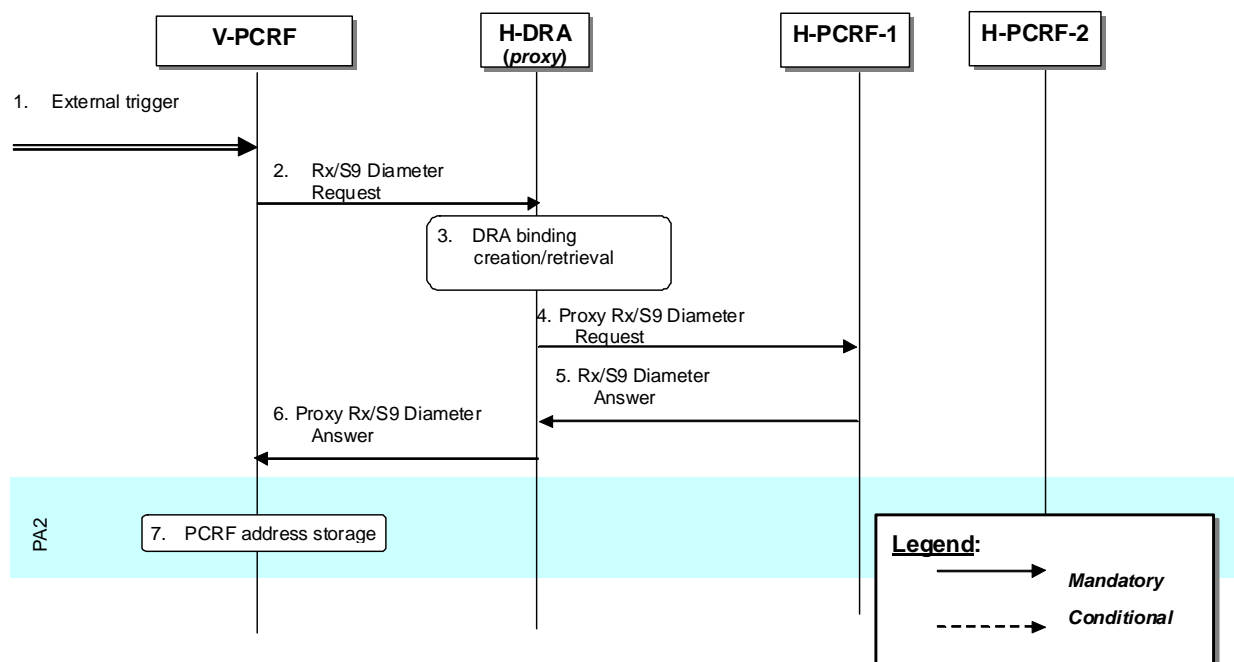 V-PCRF
H-DRA
(proxy)
H-PCRF-1
H-PCRF-2
1. External trigger
2. Rx/S9 Diameter
Request
3. DRA binding
creation/retrieval
4. Proxy Rx/S9 Diameter
Request
5. Rx/S9 Diameter
Answer
6. Proxy Rx/S9 Diameter
Answer
PA2
7. PCRF address storage
Legend:
Mandatory
Conditional